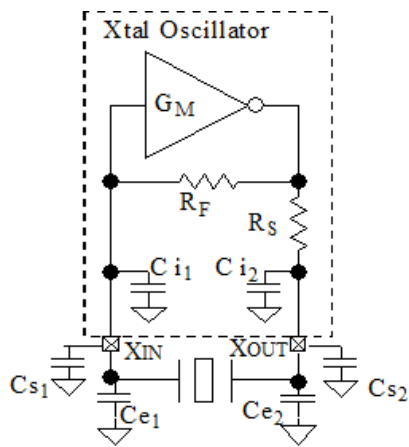 Xtal Oscillator
GM
RF
RS
Ci1 Ci2
XIN XOUT
Cs1 Cs2
Ce1 Ce2